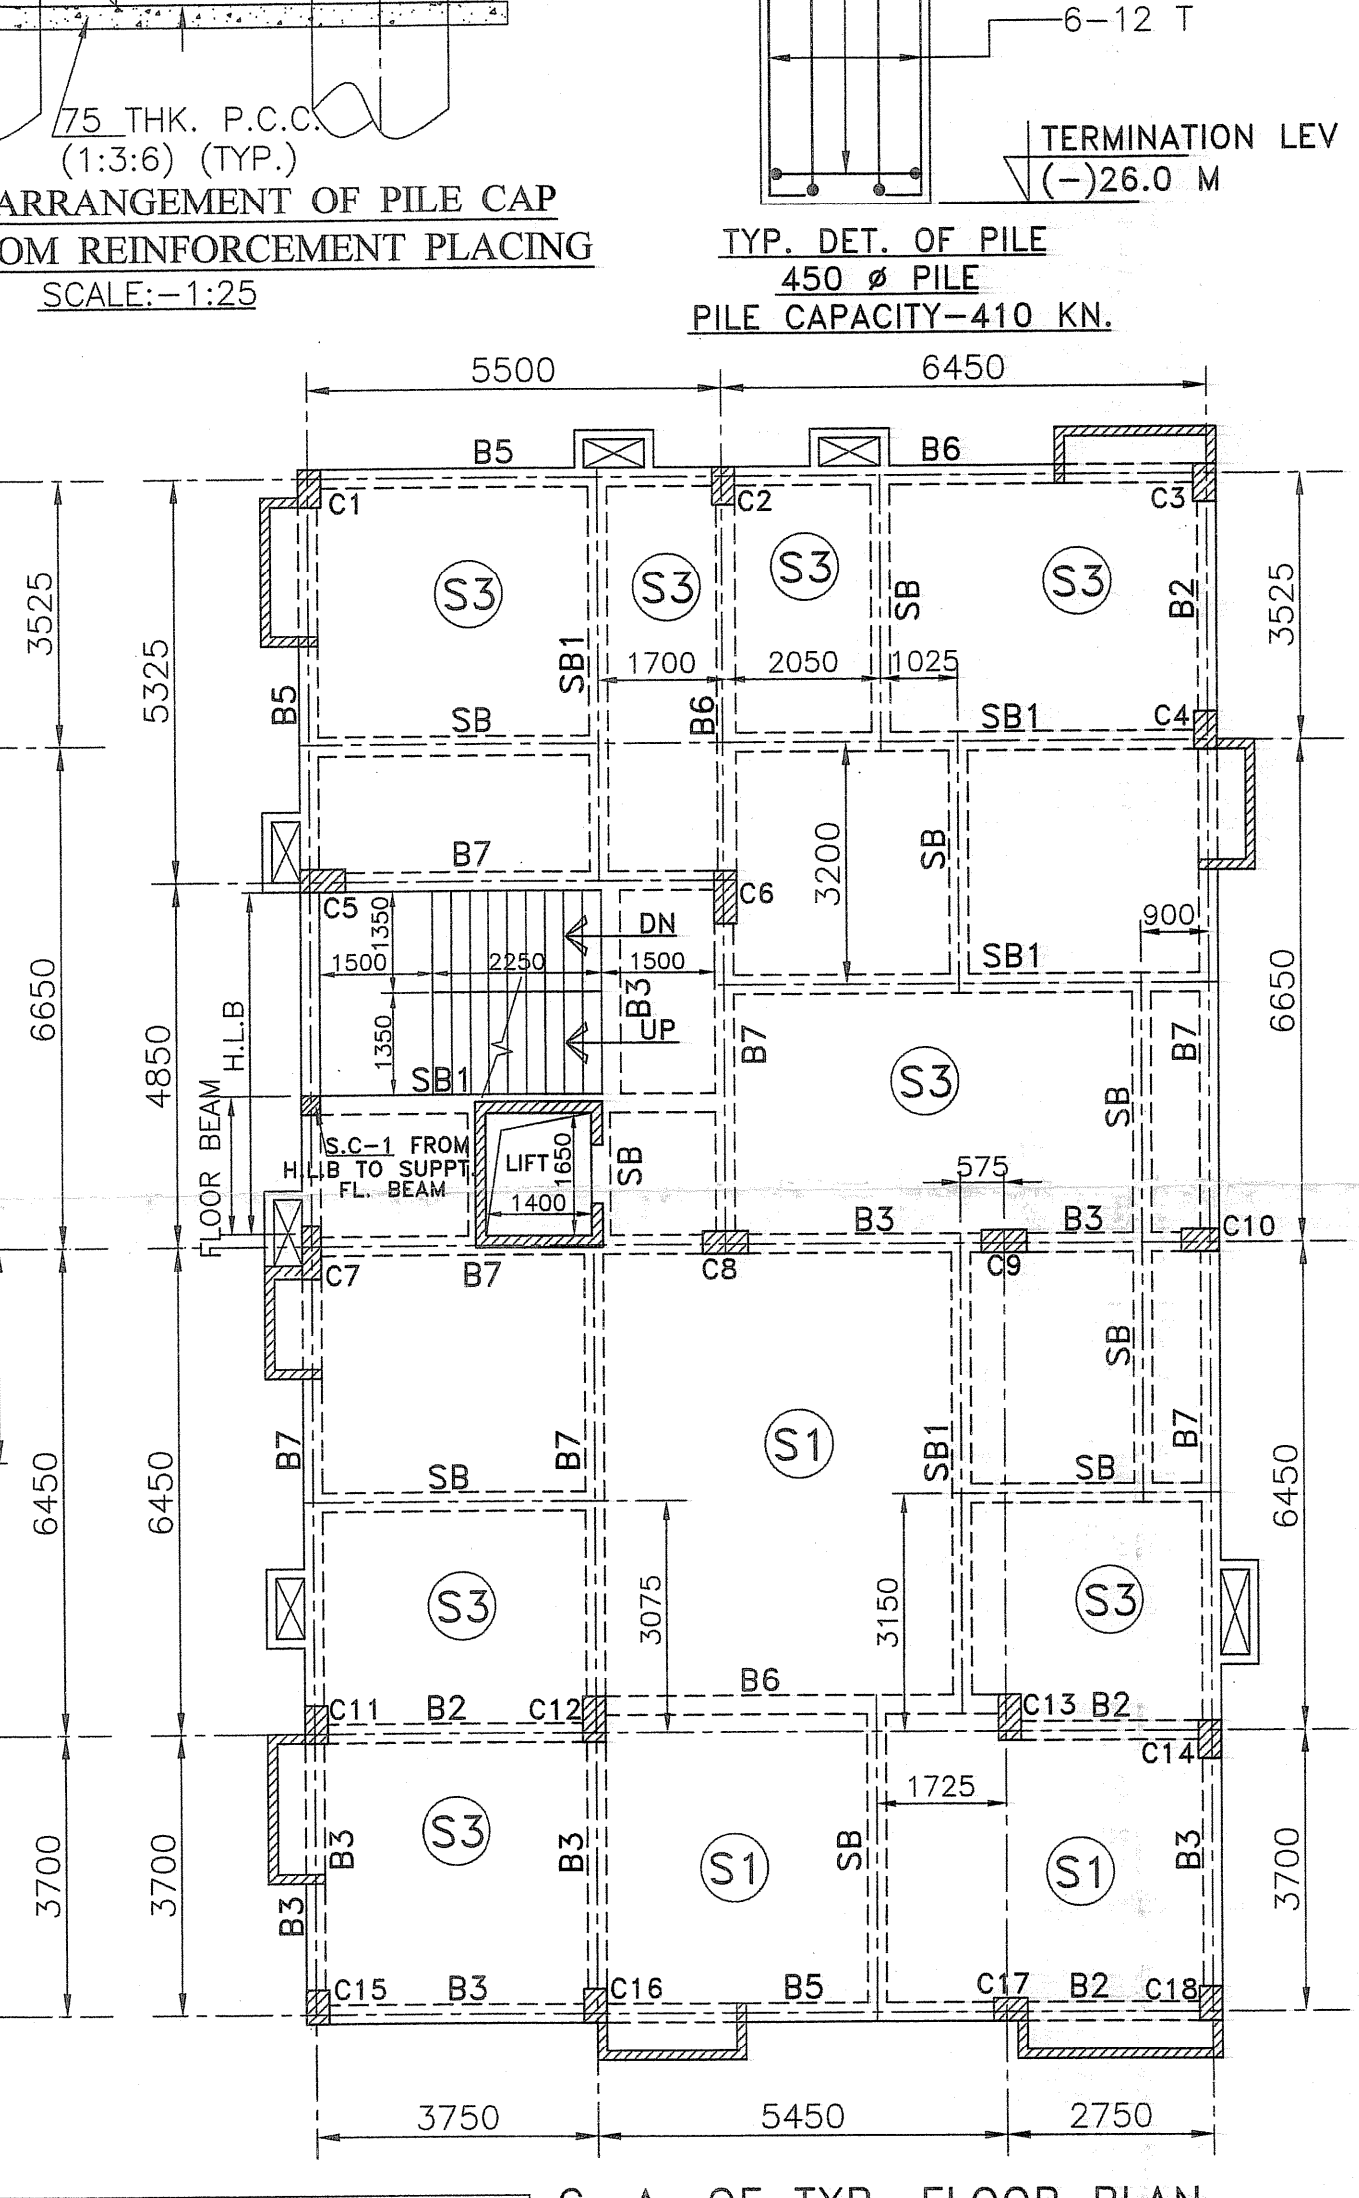 6-12 T
75 THK. P.C.C.
(1:3:6) (TYP.)
TERMINATION LEV
(-)26.0 M
ARRANGEMENT OF PILE CAP
OM REINFORCEMENT PLACING
SCALE:-1:25
TYP. DET. OF PILE
450 ø PILE
PILE CAPACITY-410 KN.
5500
6450
B5
B6
C1
C2
C3
3525
5325
S3
S3
S3
S3
SB
B2
3525
SB1
1700
2050
1025
B5
SB
B6
SB1
C4
B7
3200
SB
C5
C6
1350
DN
900
1500
2250
1500
SB1
6650
4850
H.L.B
B3
1350
UP
B7
B7
6650
SB1
S3
SB
FLOOR BEAM
S.C-1 FROM
H.L.B TO SUPPT.
FL. BEAM
LIFT
1650
SB
575
1400
B3
B3
C10
C7
B7
C8
C9
SB
B7
B7
S1
SB1
B7
6450
6450
SB
SB
6450
S3
3075
3150
S3
B6
C11
B2
C12
C13
B2
C14
1725
3700
3700
B3
S3
B3
S1
SB
S1
B3
3700
B3
C15
B3
C16
B5
C17
B2
C18
3750
5450
2750
G. A. OF TYP. FLOOR PLAN